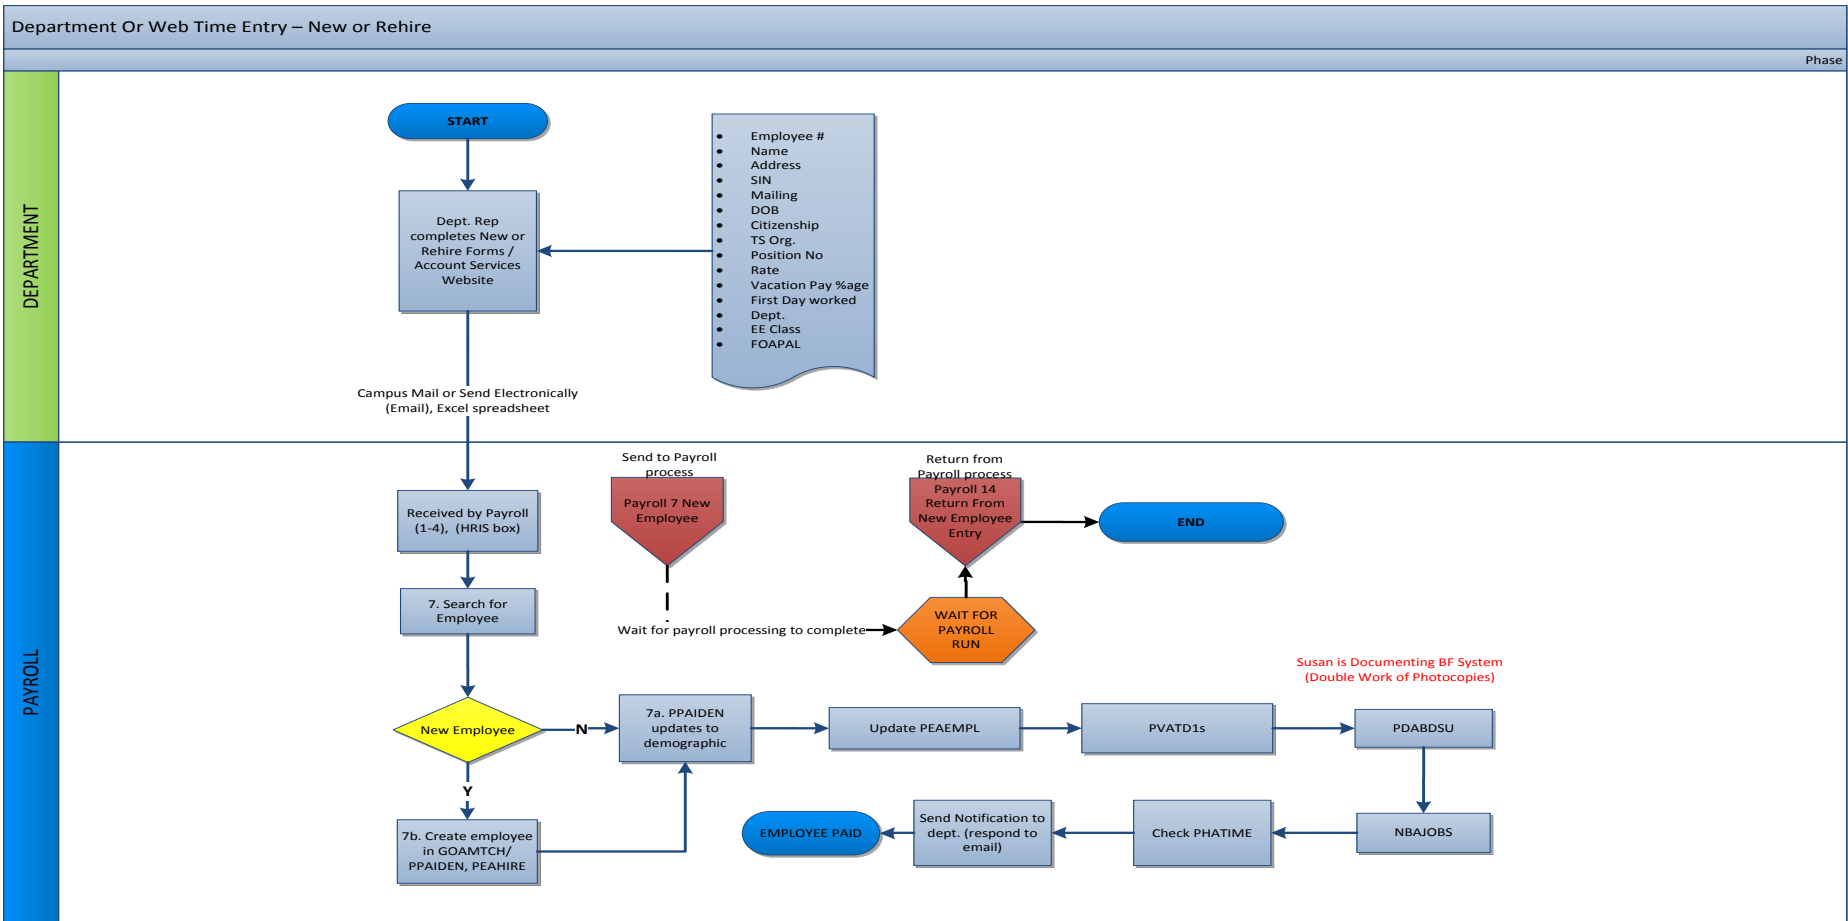 Department Or Web Time Entry – New or Rehire
Phase
DEPARTMENT
START
Dept. Rep
completes New or
Rehire Forms /
Account Services
Website
• Employee #
• Name
• Address
• SIN
• Mailing
• DOB
• Citizenship
• TS Org.
• Position No
• Rate
• Vacation Pay %age
• First Day worked
• Dept.
• EE Class
• FOAPAL
Campus Mail or Send Electronically
(Email), Excel spreadsheet
PAYROLL
Received by Payroll
(1-4),  (HRIS box)
7. Search for
Employee
New Employee
N
Y
7b. Create employee
in GOAMTCH/
PPAIDEN, PEAHIRE
Send to Payroll
process
Payroll 7 New
Employee
Wait for payroll processing to complete
WAIT FOR
PAYROLL
RUN
Return from
Payroll process
Payroll 14
Return From
New Employee
Entry
END
7a. PPAIDEN
updates to
demographic
Update PEAEMPL
PVATD1s
Susan is Documenting BF System
(Double Work of Photocopies)
PDABDSU
NBAJOBS
Check PHATIME
Send Notification to
dept. (respond to
email)
EMPLOYEE PAID